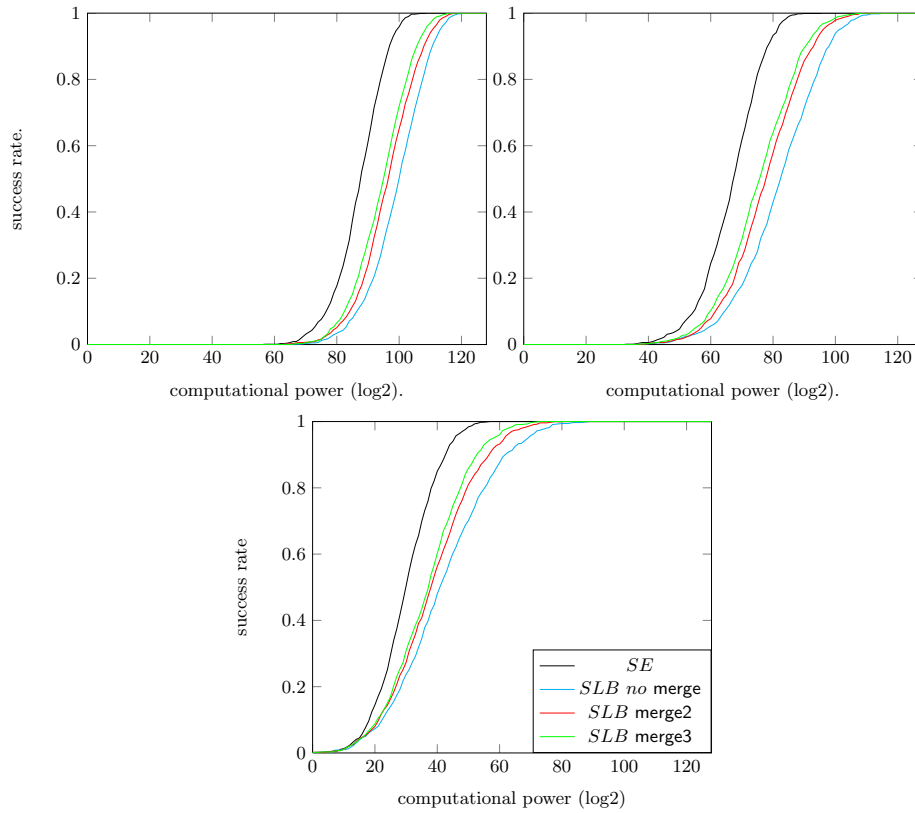 1
0.8
0.6
0.4
0.2
0
success rate.
0 20 40 60 80 100 120
computational power (log2).
1
0.8
0.6
0.4
0.2
0
0 20 40 60 80 100 120
computational power (log2).
1
0.8
0.6
0.4
0.2
0
success rate
0 20 40 60 80 100 120
computational power (log2)
SE
SLB no merge
SLB merge2
SLB merge3